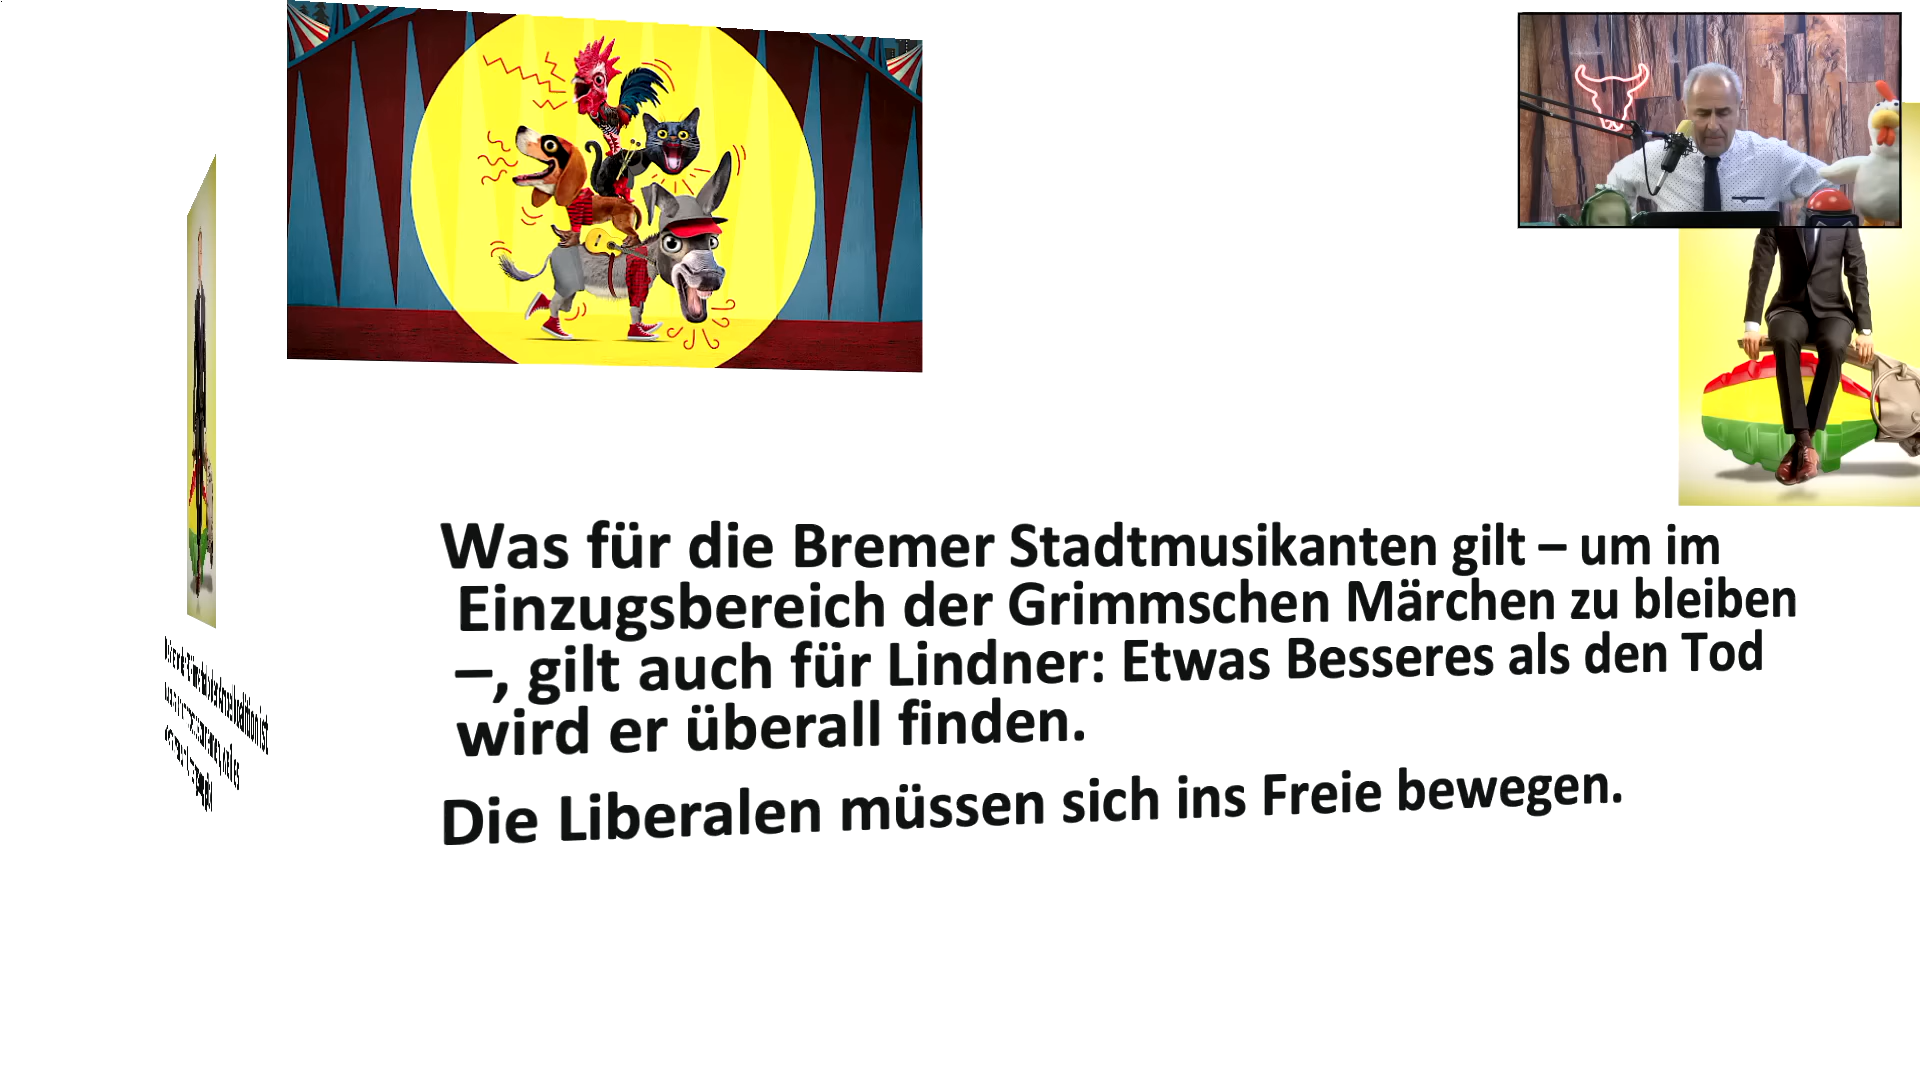 Was für die Bremer Stadtmusikanten gilt – um im
Einzugsbereich der Grimmschen Märchen zu bleiben
–, gilt auch für Lindner: Etwas Besseres als den Tod
wird er überall finden.
Die Liberalen müssen sich ins Freie bewegen.